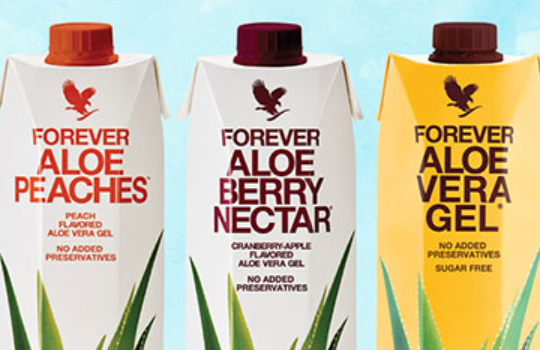 FOREVER
ALOE
PEACHES™
PEACH
FLAVORED
ALOE VERA GEL
NO ADDED
PRESERVATIVES
FOREVER
ALOE
BERRY
NECTAR®
CRANBERRY-APPLE
FLAVORED
ALOE VERA GEL
NO ADDED
PRESERVATIVES
FOREVER
ALOE
VERA
GEL®
NO ADDED
PRESERVATIVES
SUGAR FREE